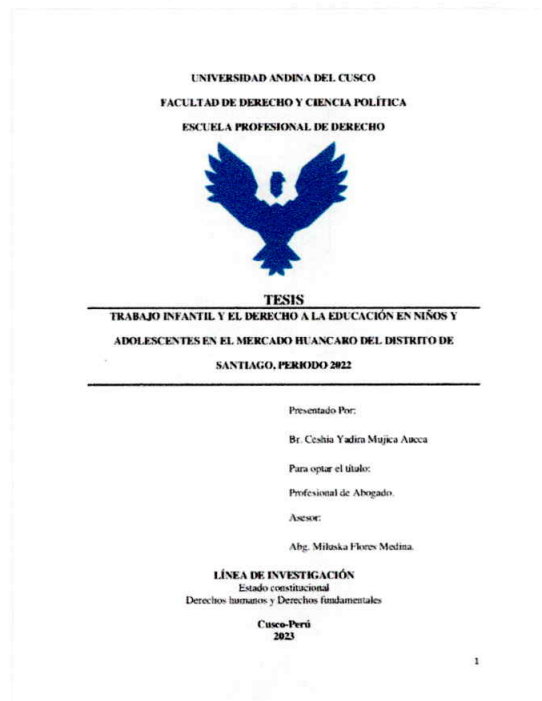 UNIVERSIDAD ANDINA DEL CUSCO
FACULTAD DE DERECHO Y CIENCIA POLÍTICA
ESCUELA PROFESIONAL DE DERECHO
TESIS
TRABAJO INFANTIL Y EL DERECHO A LA EDUCACIÓN EN NIÑOS Y
ADOLESCENTES EN EL MERCADO HUANCARO DEL DISTRITO DE
SANTIAGO, PERIODO 2022
Presentado Por:
Br. Ceshia Yadira Mujica Aucca
Para optar el título:
Profesional de Abogado.
Asesor:
Abg. Miluska Flores Medina.
LÍNEA DE INVESTIGACIÓN
Estado constitucional
Derechos humanos y Derechos fundamentales
Cusco-Perú
2023
1